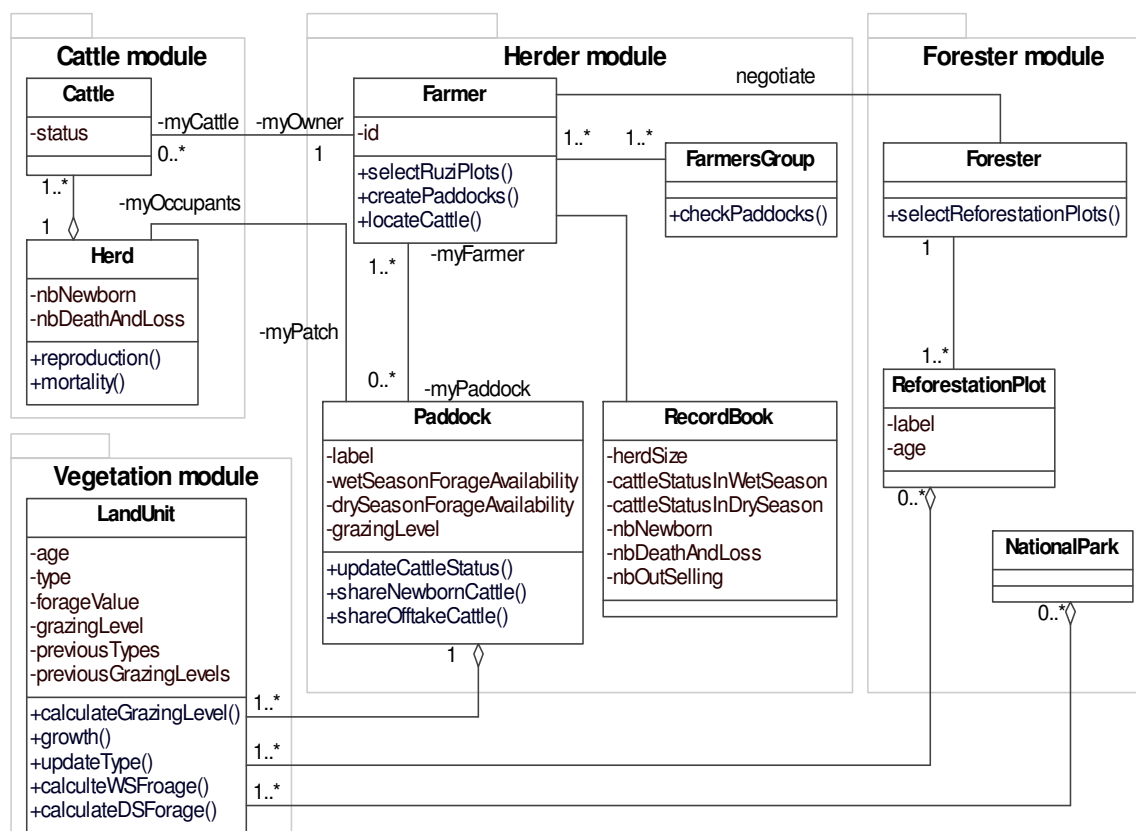 Cattle module
Cattle
-status
-myCattle
0..*
-myOwner
1
1..*
1
-myOccupants
Herd
-nbNewborn
-nbDeathAndLoss
+reproduction()
+mortality()
Herder module
Farmer
-id
+selectRuziPlots()
+createPaddocks()
+locateCattle()
1..*
1..*
FarmersGroup
+checkPaddocks()
-myFarmer
1..*
-myPatch
0..*
-myPaddock
Paddock
-label
-wetSeasonForageAvailability
-drySeasonForageAvailability
-grazingLevel
+updateCattleStatus()
+shareNewbornCattle()
+shareOfftakeCattle()
1
RecordBook
-herdSize
-cattleStatusInWetSeason
-cattleStatusInDrySeason
-nbNewborn
-nbDeathAndLoss
-nbOutSelling
Forester module
negotiate
Forester
+selectReforestationPlots()
1
1..*
ReforestationPlot
-label
-age
0..*
NationalPark
0..*
Vegetation module
LandUnit
-age
-type
-forageValue
-grazingLevel
-previousTypes
-previousGrazingLevels
+calculateGrazingLevel()
+growth()
+updateType()
+calculteWSFroage()
+calculateDSForage()
1..*
1..*
1..*